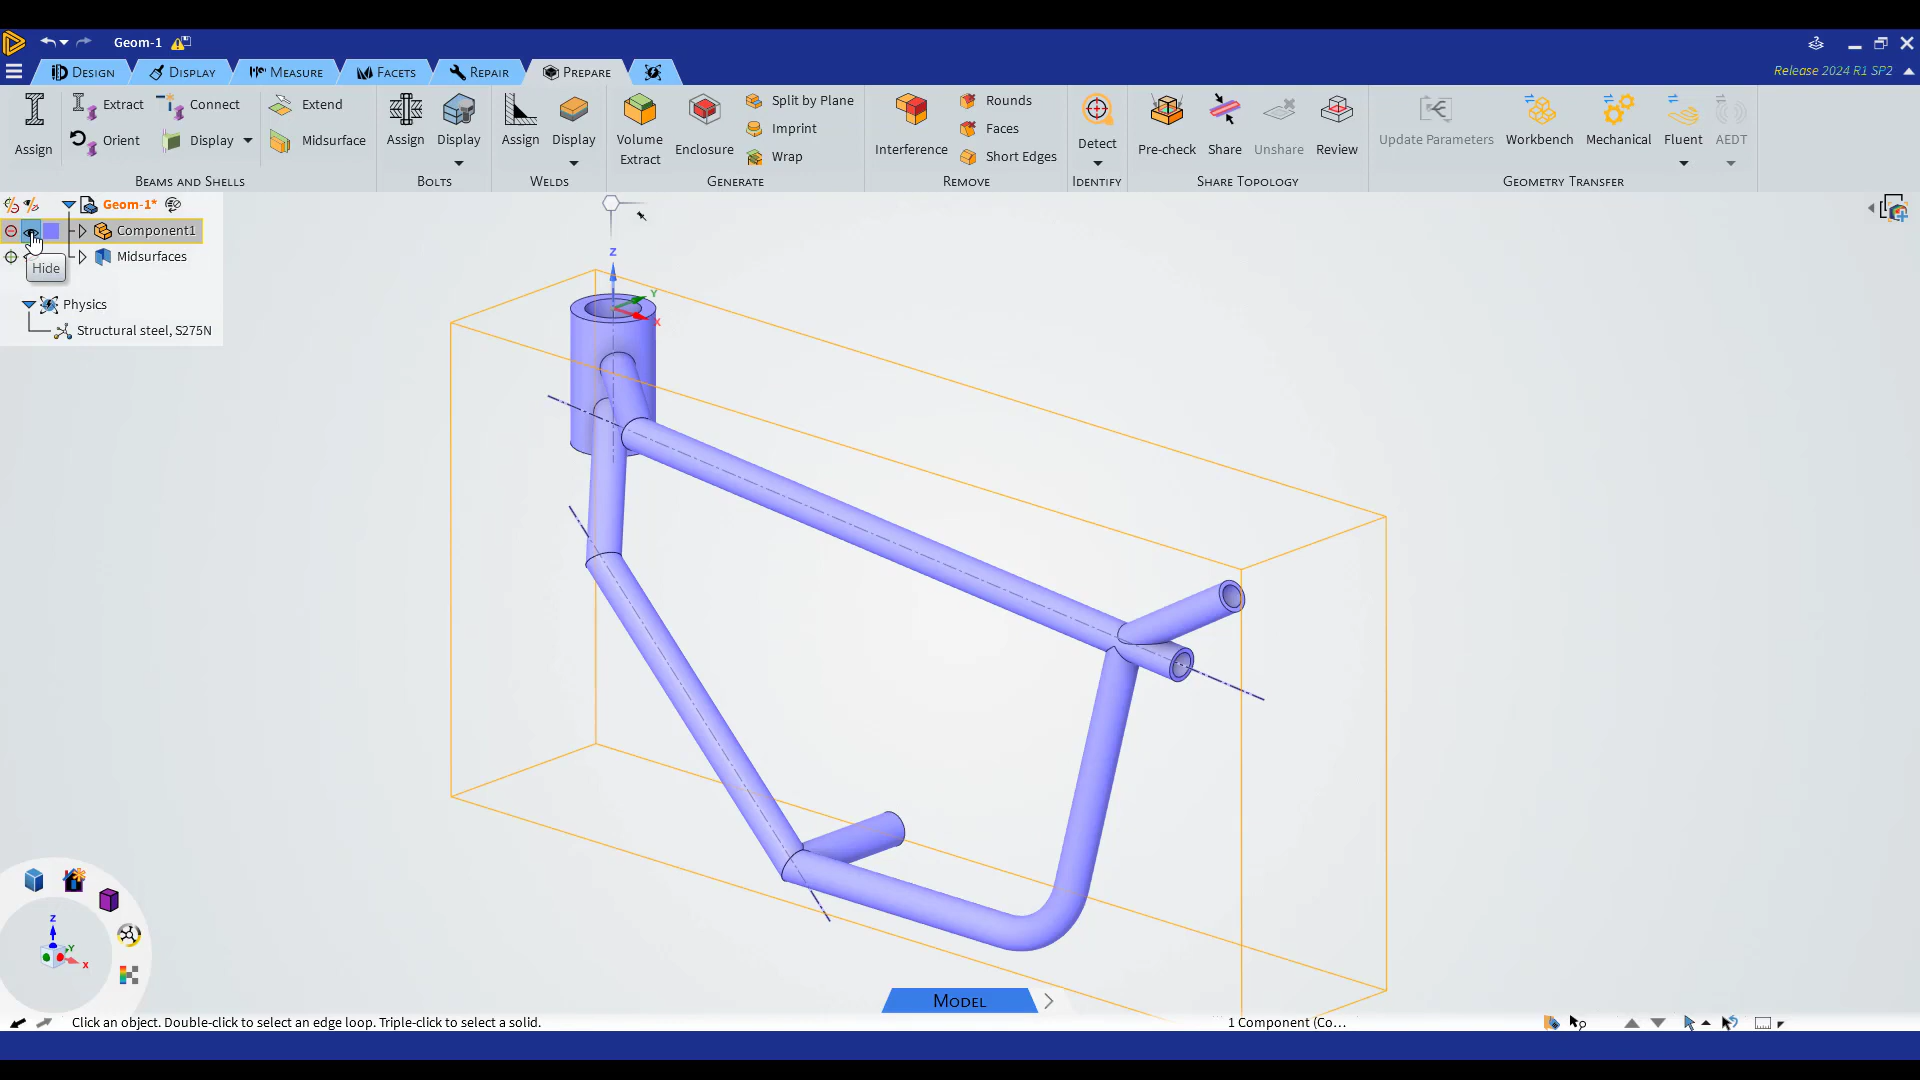 Geom-1
Design Display Measure Facets Repair Prepare
Release 2024 R1 SP2
Extract Connect Extend
Orient Display Midsurface
Assign
Beams and Shells
Assign Display
Bolts
Assign Display
Welds
Volume Extract Enclosure
Split by Plane
Imprint
Wrap
Generate
Interference
Rounds
Faces
Short Edges
Remove
Detect
Identify
Pre-check Share Unshare Review
Share Topology
Update Parameters Workbench Mechanical Fluent AEDT
Geometry Transfer
Geom-1*
Component1
Midsurfaces
Hide
Physics
Structural steel, S275N
Z
Y
X
Z
Y
X
Model
Click an object. Double-click to select an edge loop. Triple-click to select a solid.
1 Component (Co...